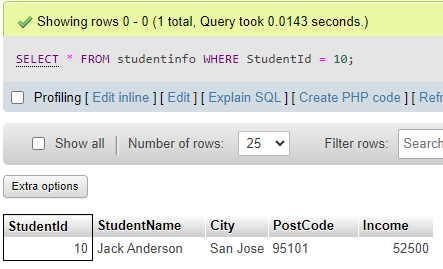 Showing rows 0 - 0 (1 total, Query took 0.0143 seconds.)
SELECT * FROM studentinfo WHERE StudentId = 10;
Profiling [ Edit inline ] [ Edit ] [ Explain SQL ] [ Create PHP code ] [ Refr
Show all Number of rows: 25 Filter rows: Search
Extra options
StudentId StudentName City PostCode Income
10 Jack Anderson San Jose 95101 52500